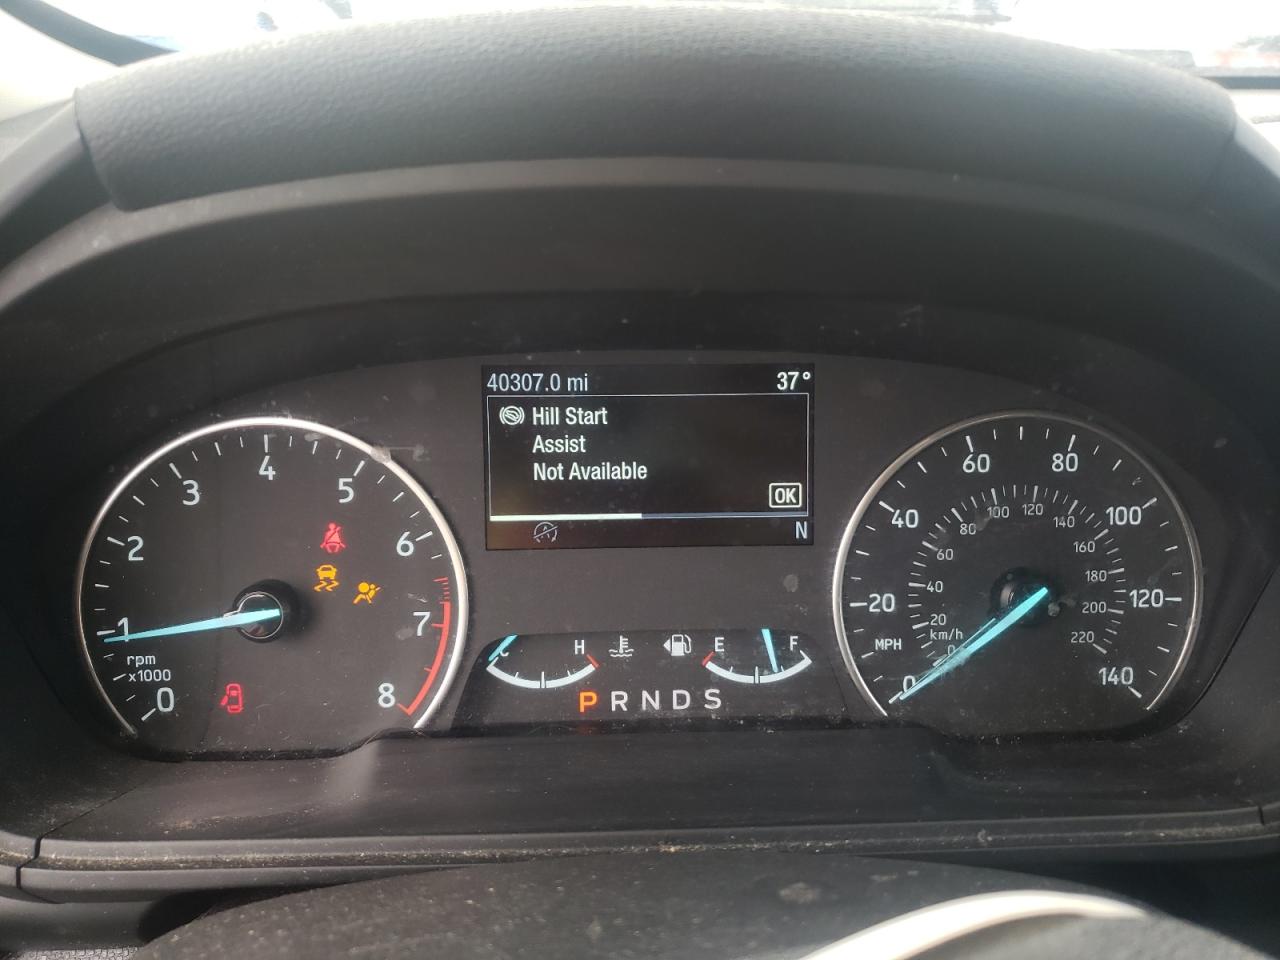 40307.0 mi 37°
Hill Start
Assist
Not Available
OK
N
0 1 2 3 4 5 6 7 8
rpm
x1000
C H
E F
P R N D S
0 20 40 60 80 100 120 140
MPH
0 20 40 60 80 100 120 140 160 180 200 220
km/h